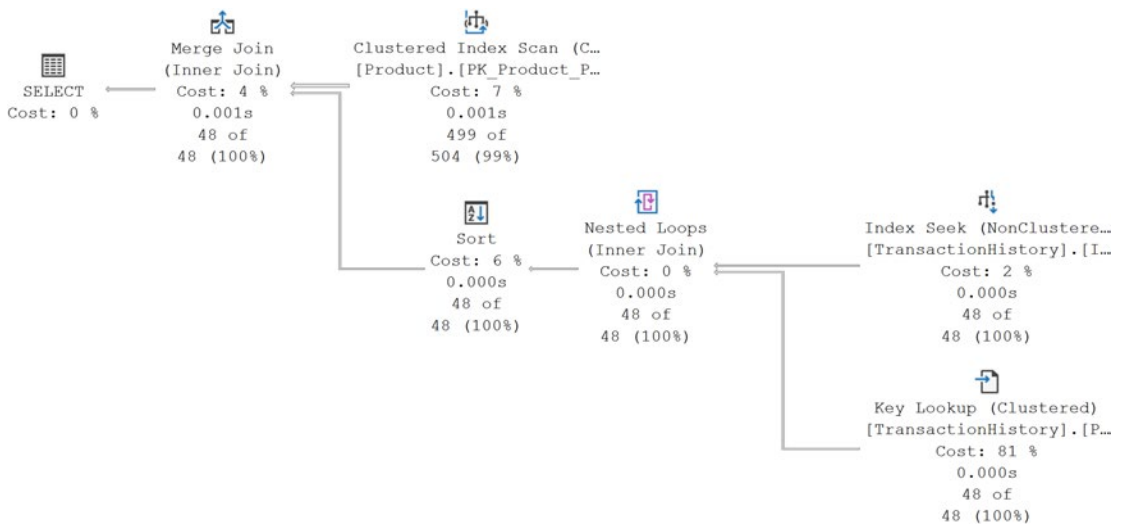 SELECT
Cost: 0 %
Merge Join
(Inner Join)
Cost: 4 %
0.001s
48 of
48 (100%)
Clustered Index Scan (C…
[Product].[PK_Product_P…
Cost: 7 %
0.001s
499 of
504 (99%)
Sort
Cost: 6 %
0.000s
48 of
48 (100%)
Nested Loops
(Inner Join)
Cost: 0 %
0.000s
48 of
48 (100%)
Index Seek (NonClustere…
[TransactionHistory].[I…
Cost: 2 %
0.000s
48 of
48 (100%)
Key Lookup (Clustered)
[TransactionHistory].[P…
Cost: 81 %
0.000s
48 of
48 (100%)